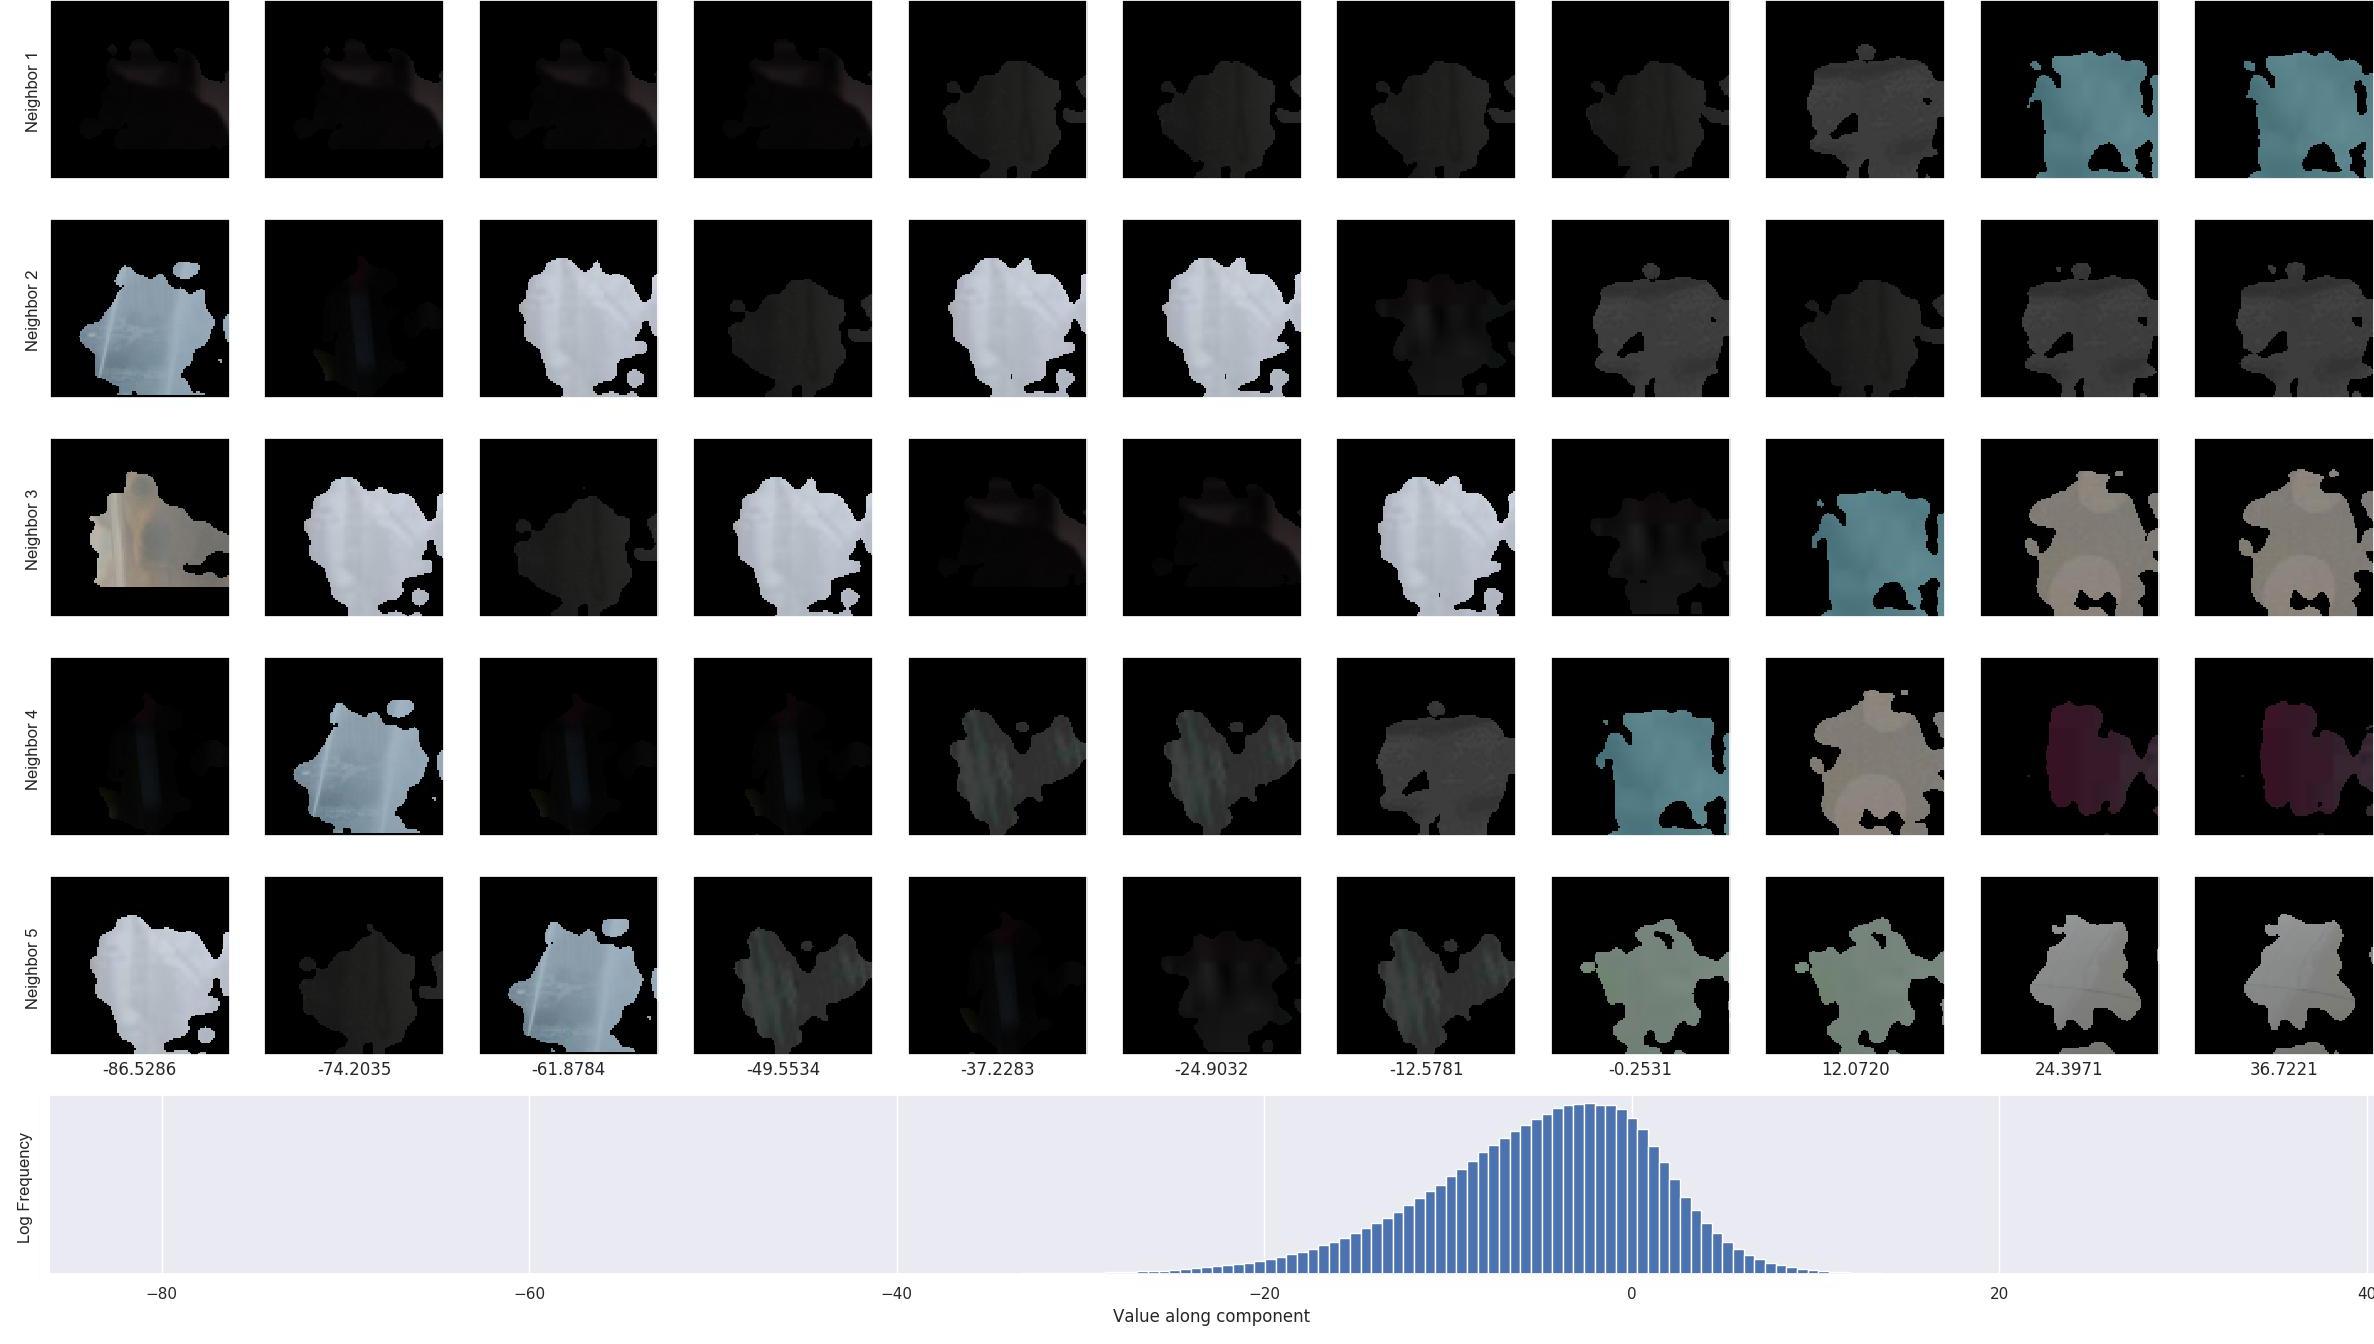 Neighbor 1
Neighbor 2
Neighbor 3
Neighbor 4
Neighbor 5
-86.5286 -74.2035 -61.8784 -49.5534 -37.2283 -24.9032 -12.5781 -0.2531 12.0720 24.3971 36.7221
Log Frequency
−80 −60 −40 −20 0 20 40
Value along component